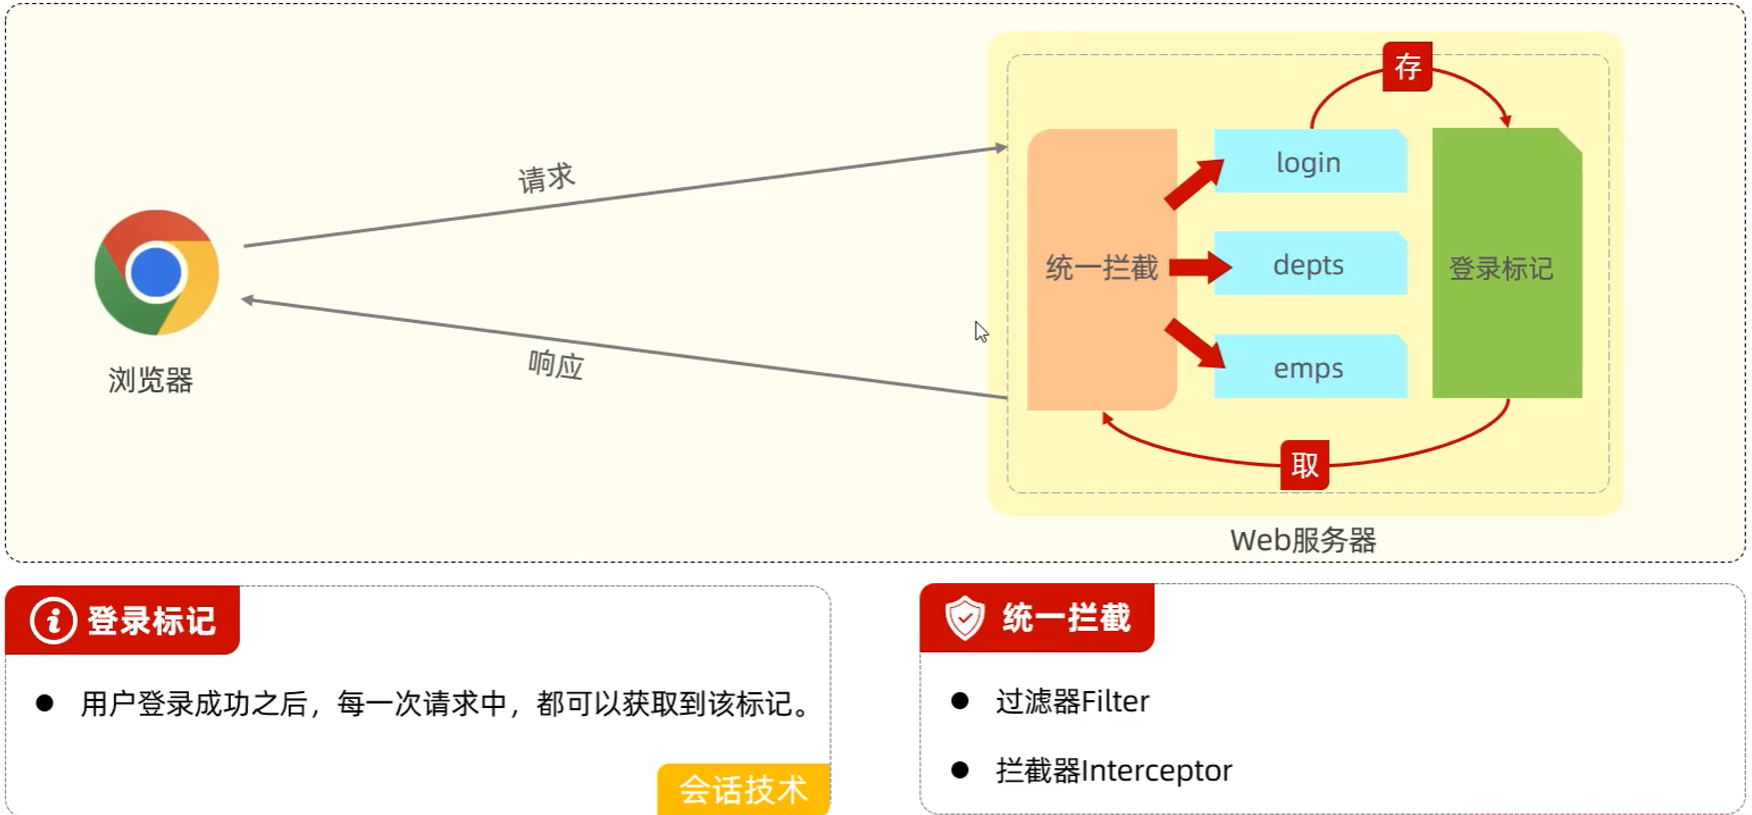 存
请求
login
统一拦截
depts
登录标记
响应
emps
浏览器
取
Web服务器
登录标记
用户登录成功之后，每一次请求中，都可以获取到该标记。
会话技术
统一拦截
过滤器Filter
拦截器Interceptor